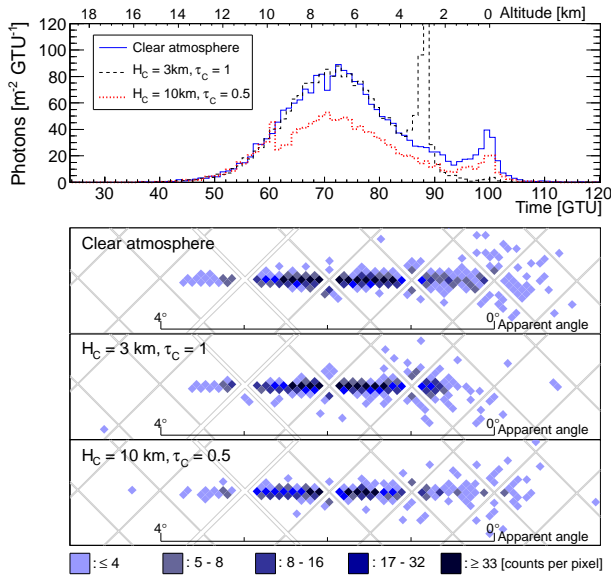 18 16 14 12 10 8 6 4 2 0 Altitude [km]
Photons [m⁻² GTU⁻¹]
120
100
80
60
40
20
0
Clear atmosphere
H_C = 3km, τ_C = 1
H_C = 10km, τ_C = 0.5
30 40 50 60 70 80 90 100 110 120
Time [GTU]
Clear atmosphere
4° 0° Apparent angle
H_C = 3 km, τ_C = 1
4° 0° Apparent angle
H_C = 10 km, τ_C = 0.5
4° 0° Apparent angle
: ≤ 4 : 5 - 8 : 8 - 16 : 17 - 32 : ≥ 33 [counts per pixel]